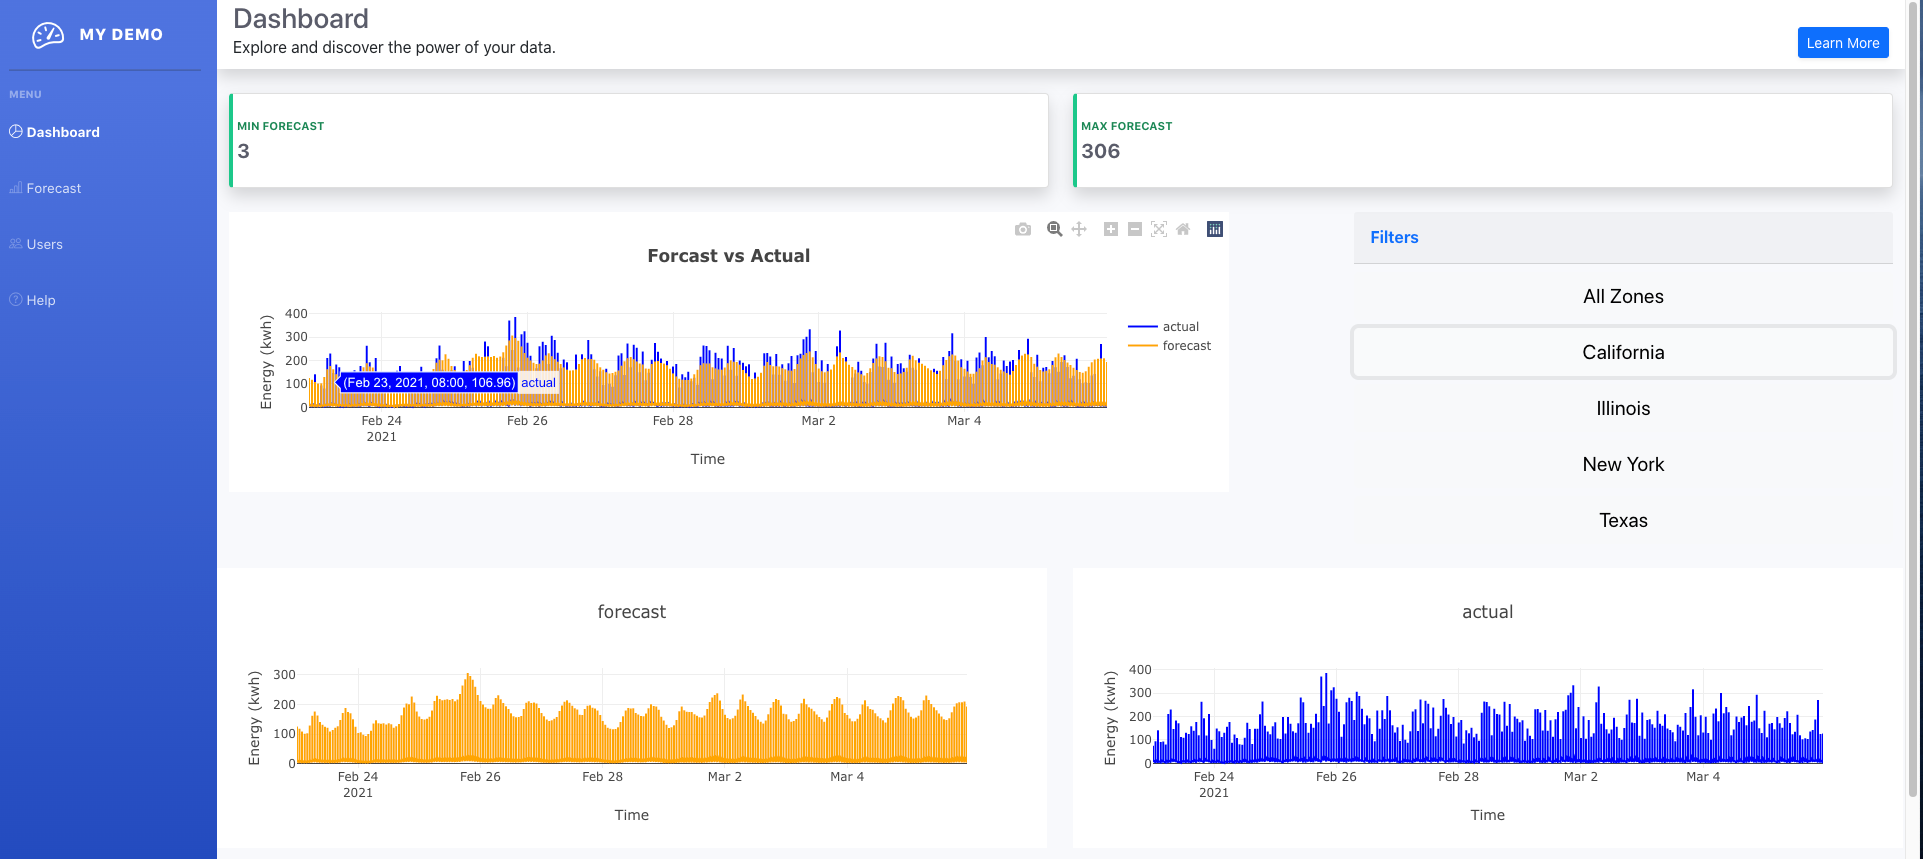 MY DEMO
MENU
Dashboard
Forecast
Users
Help
Dashboard
Explore and discover the power of your data.
Learn More
MIN FORECAST
3
MAX FORECAST
306
Forcast vs Actual
Energy (kwh)
400
300
200
100
0
(Feb 23, 2021, 08:00, 106.96) actual
Feb 24 Feb 26 Feb 28 Mar 2 Mar 4
2021
Time
actual
forecast
Filters
All Zones
California
Illinois
New York
Texas
forecast
Energy (kwh)
300
200
100
0
Feb 24 Feb 26 Feb 28 Mar 2 Mar 4
2021
Time
actual
Energy (kwh)
400
300
200
100
0
Feb 24 Feb 26 Feb 28 Mar 2 Mar 4
2021
Time